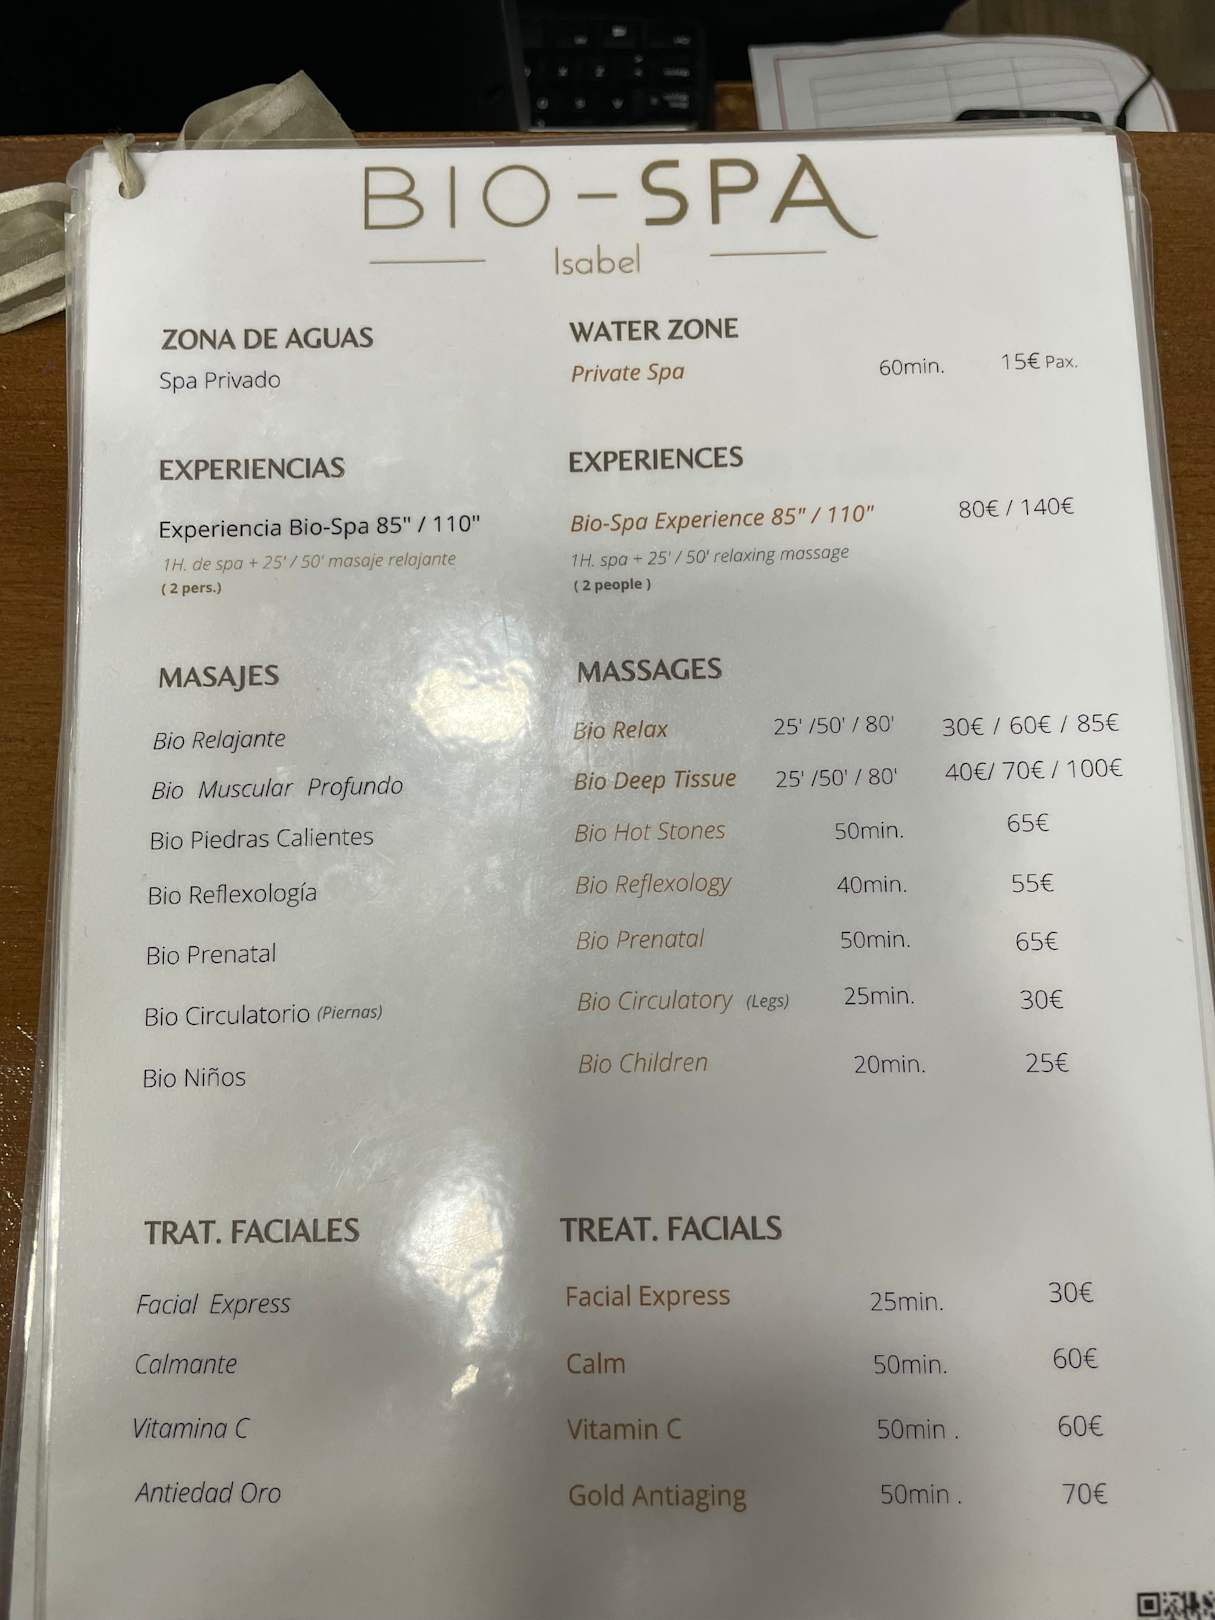 BIO-SPA
Isabel
ZONA DE AGUAS WATER ZONE
Spa Privado Private Spa 60min. 15€ Pax.
EXPERIENCIAS EXPERIENCES
Experiencia Bio-Spa 85" / 110" Bio-Spa Experience 85" / 110" 80€ / 140€
1H. de spa + 25' / 50' masaje relajante 1H. spa + 25' / 50' relaxing massage
( 2 pers.) ( 2 people )
MASAJES MASSAGES
Bio Relajante Bio Relax 25' /50' / 80' 30€ / 60€ / 85€
Bio Muscular Profundo Bio Deep Tissue 25' /50' / 80' 40€/ 70€ / 100€
Bio Piedras Calientes Bio Hot Stones 50min. 65€
Bio Reflexología Bio Reflexology 40min. 55€
Bio Prenatal Bio Prenatal 50min. 65€
Bio Circulatorio (Piernas) Bio Circulatory (Legs) 25min. 30€
Bio Niños Bio Children 20min. 25€
TRAT. FACIALES TREAT. FACIALS
Facial Express Facial Express 25min. 30€
Calmante Calm 50min. 60€
Vitamina C Vitamin C 50min . 60€
Antiedad Oro Gold Antiaging 50min . 70€